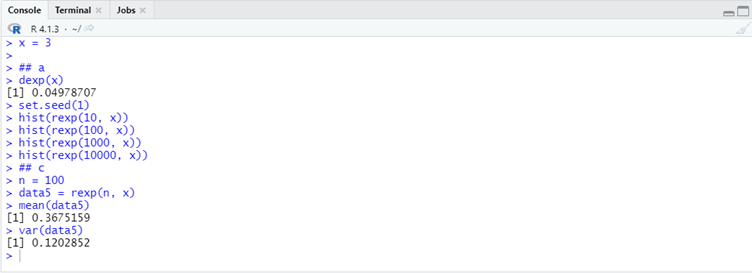 Console Terminal × Jobs ×
R 4.1.3 · ~/
> x = 3
>
> ## a
> dexp(x)
[1] 0.04978707
> set.seed(1)
> hist(rexp(10, x))
> hist(rexp(100, x))
> hist(rexp(1000, x))
> hist(rexp(10000, x))
> ## c
> n = 100
> data5 = rexp(n, x)
> mean(data5)
[1] 0.3675159
> var(data5)
[1] 0.1202852
>